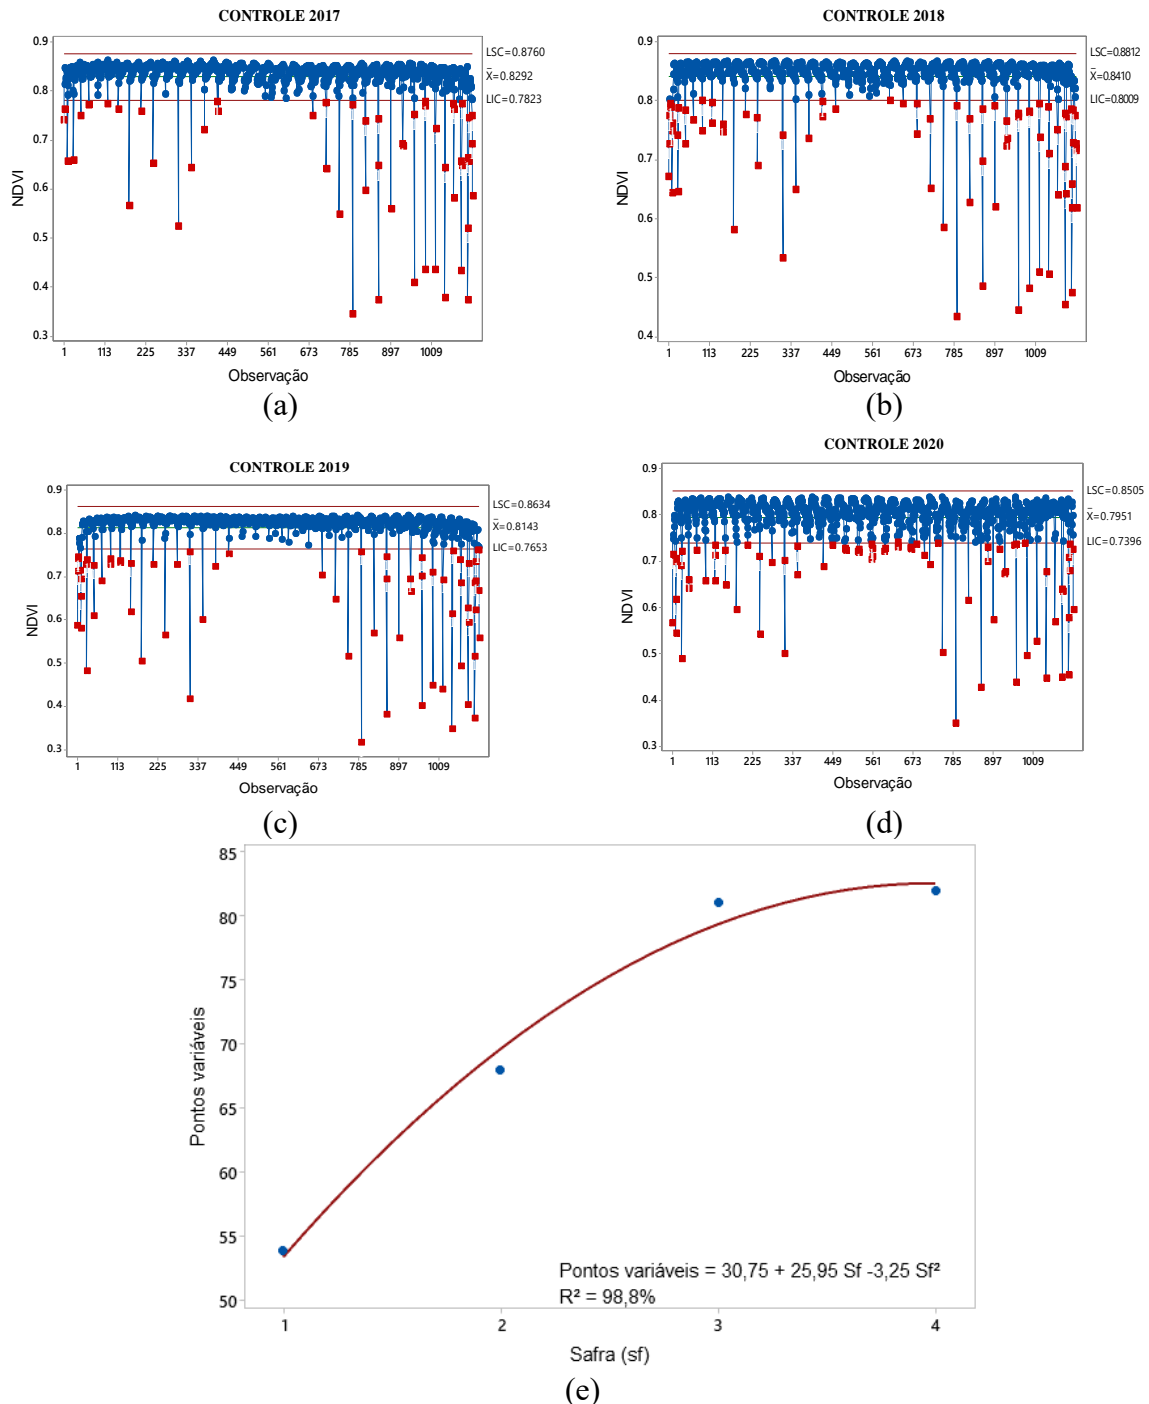 CONTROLE 2017
0.9
0.8
0.7
0.6
0.5
0.4
0.3
NDVI
LSC=0.8760
X̄=0.8292
LIC=0.7823
1 113 225 337 449 561 673 785 897 1009
Observação
(a)
CONTROLE 2018
0.9
0.8
0.7
0.6
0.5
0.4
NDVI
LSC=0.8812
X̄=0.8410
LIC=0.8009
1 113 225 337 449 561 673 785 897 1009
Observação
(b)
CONTROLE 2019
0.9
0.8
0.7
0.6
0.5
0.4
0.3
NDVI
LSC=0.8634
X̄=0.8143
LIC=0.7653
1 113 225 337 449 561 673 785 897 1009
Observação
(c)
CONTROLE 2020
0.9
0.8
0.7
0.6
0.5
0.4
0.3
NDVI
LSC=0.8505
X̄=0.7951
LIC=0.7396
1 113 225 337 449 561 673 785 897 1009
Observação
(d)
85
80
75
70
65
60
55
50
Pontos variáveis
Pontos variáveis = 30,75 + 25,95 Sf -3,25 Sf²
R² = 98,8%
1 2 3 4
Safra (sf)
(e)